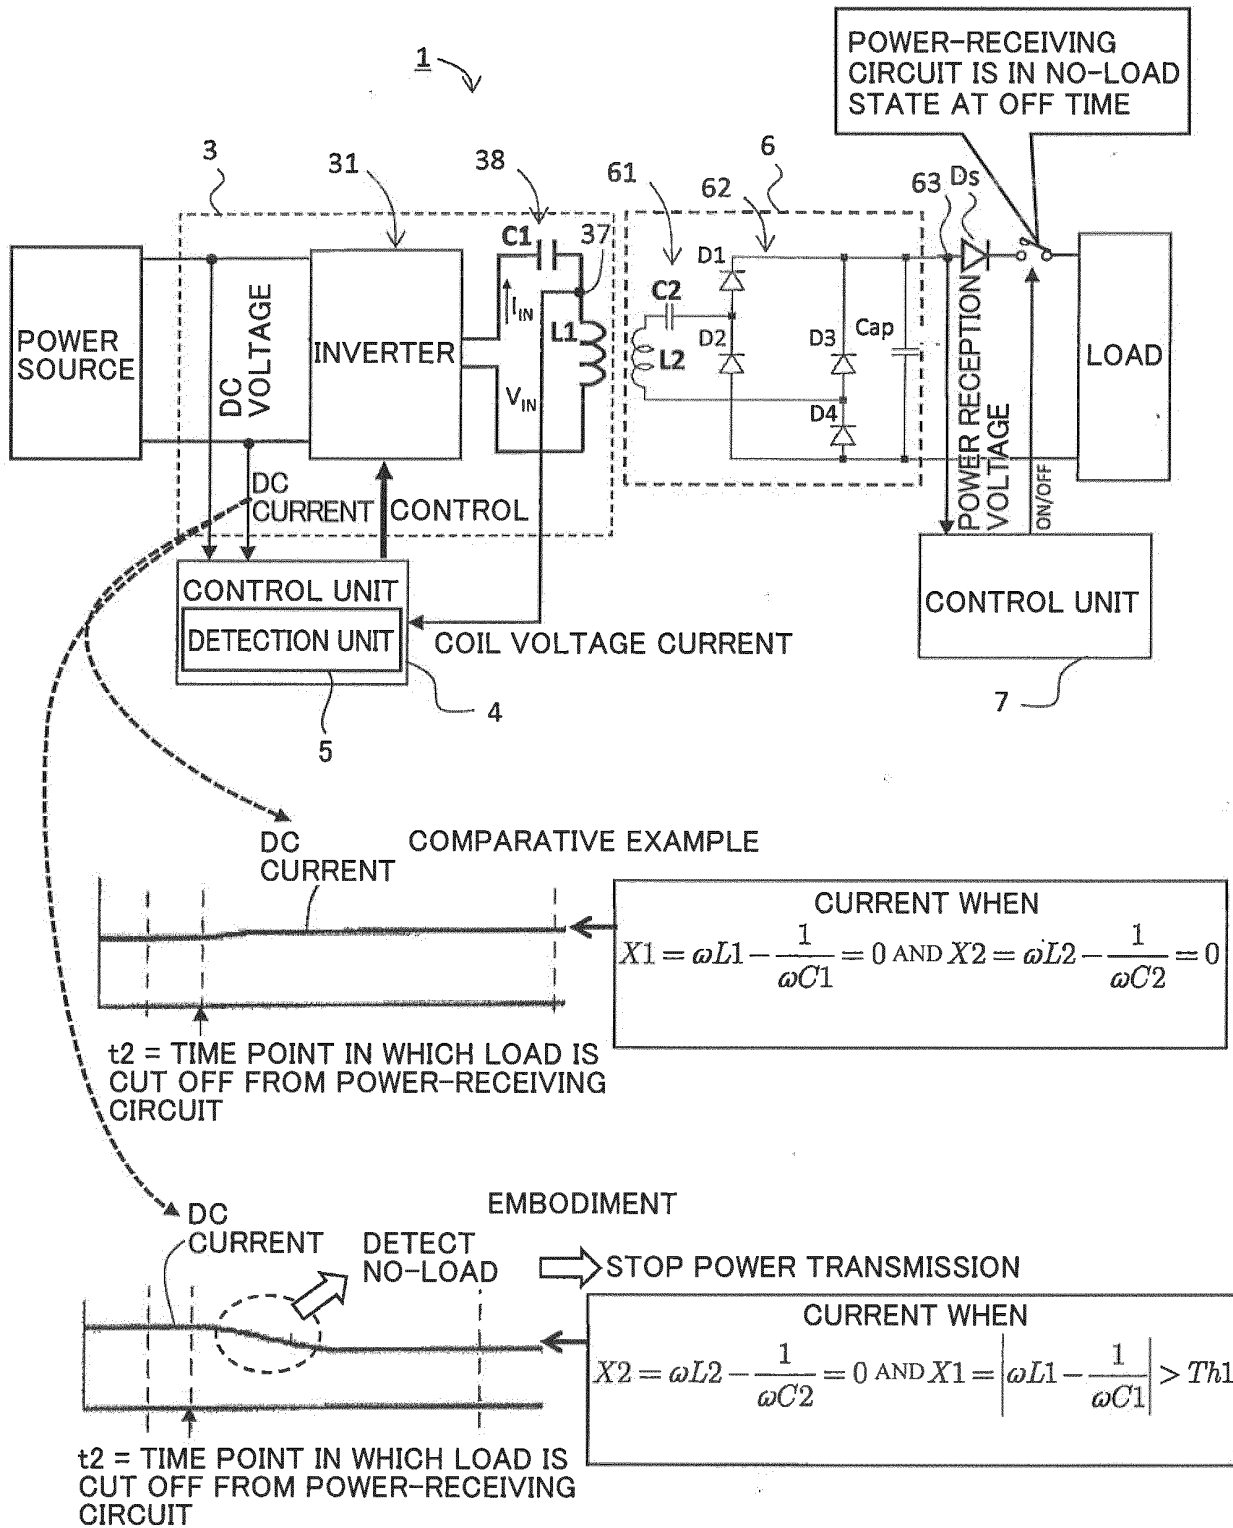 1
POWER-RECEIVING
CIRCUIT IS IN NO-LOAD
STATE AT OFF TIME
3
31
38
61
62
6
63
Ds
C1
37
POWER
SOURCE
DC
VOLTAGE
INVERTER
I_IN
L1
V_IN
C2
L2
D1
D2
D3
D4
Cap
POWER RECEPTION
VOLTAGE
ON/OFF
LOAD
DC
CURRENT
CONTROL
CONTROL UNIT
DETECTION UNIT
COIL VOLTAGE CURRENT
4
5
CONTROL UNIT
7
DC
CURRENT
COMPARATIVE EXAMPLE
CURRENT WHEN
X1 = ωL1 − 1/ωC1 = 0 AND X2 = ωL2 − 1/ωC2 = 0
t2 = TIME POINT IN WHICH LOAD IS
CUT OFF FROM POWER-RECEIVING
CIRCUIT
EMBODIMENT
DC
CURRENT
DETECT
NO-LOAD
STOP POWER TRANSMISSION
CURRENT WHEN
X2 = ωL2 − 1/ωC2 = 0 AND X1 = |ωL1 − 1/ωC1| > Th1
t2 = TIME POINT IN WHICH LOAD IS
CUT OFF FROM POWER-RECEIVING
CIRCUIT